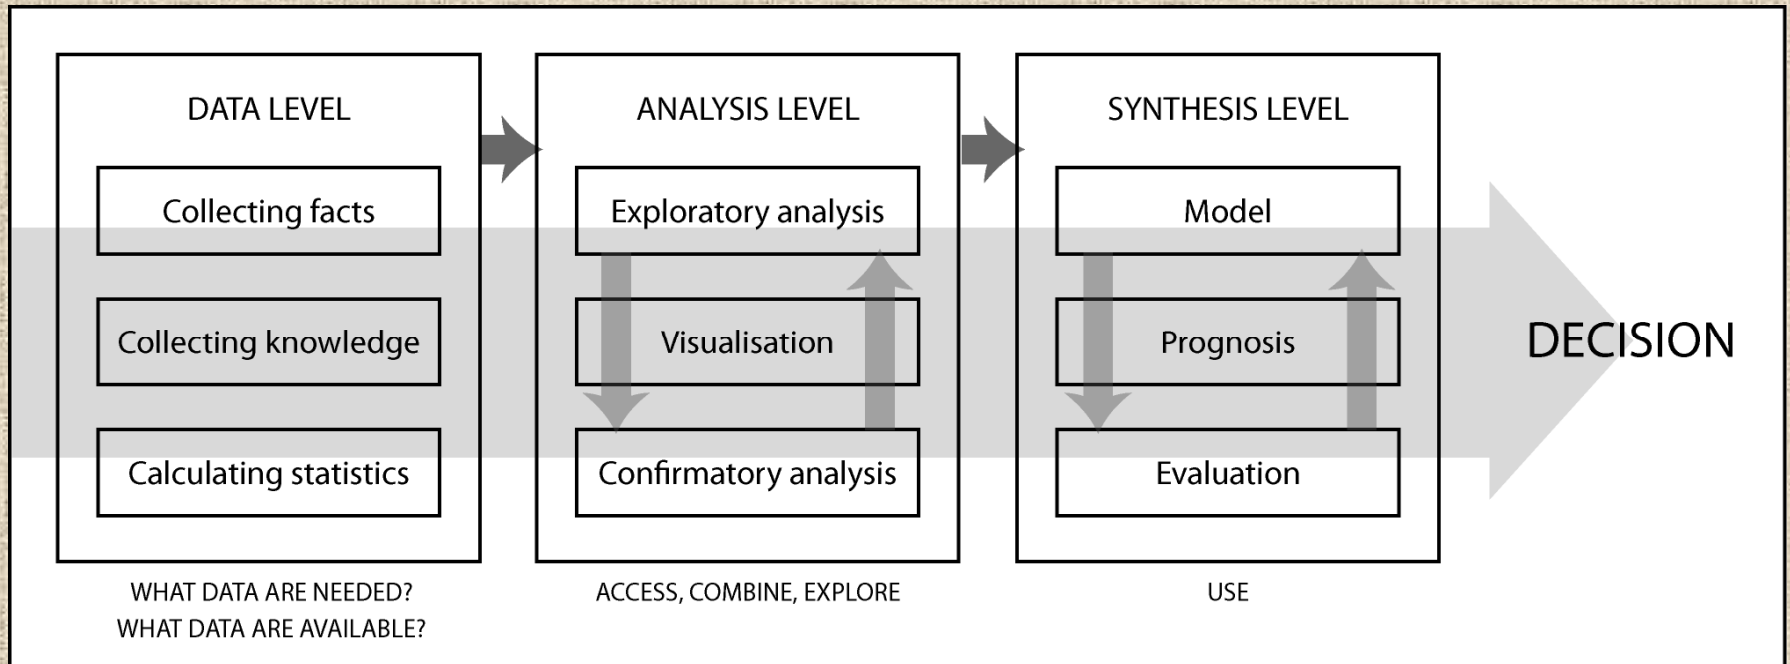 DATA LEVEL
Collecting facts
Collecting knowledge
Calculating statistics
WHAT DATA ARE NEEDED?
WHAT DATA ARE AVAILABLE?
ANALYSIS LEVEL
Exploratory analysis
Visualisation
Confirmatory analysis
ACCESS, COMBINE, EXPLORE
SYNTHESIS LEVEL
Model
Prognosis
Evaluation
USE
DECISION